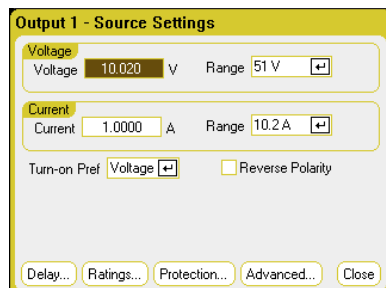 Output 1 - Source Settings
Voltage
Voltage 10.020 V Range 51 V
Current
Current 1.0000 A Range 10.2 A
Turn-on Pref Voltage Reverse Polarity
Delay... Ratings... Protection... Advanced... Close